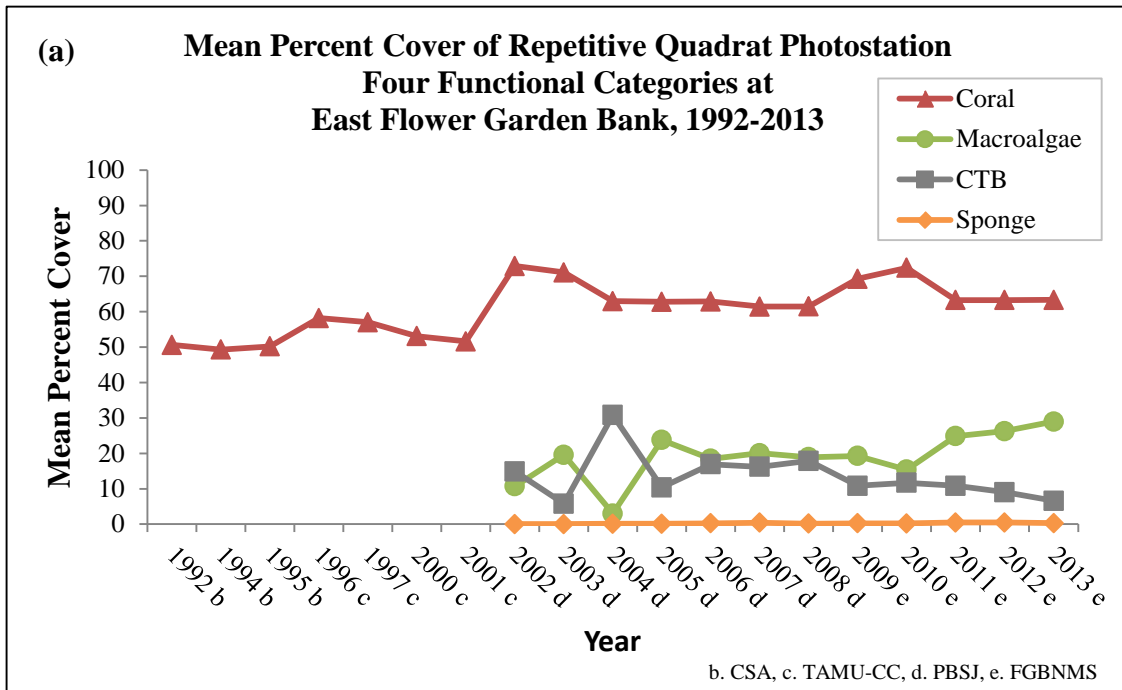 (a)
Mean Percent Cover of Repetitive Quadrat Photostation
Four Functional Categories at
East Flower Garden Bank, 1992-2013
Coral
Macroalgae
CTB
Sponge
Mean Percent Cover
100
90
80
70
60
50
40
30
20
10
0
1992 b
1994 b
1995 b
1996 c
1997 c
2000 c
2001 c
2002 d
2003 d
2004 d
2005 d
2006 d
2007 d
2008 d
2009 e
2010 e
2011 e
2012 e
2013 e
Year
b. CSA, c. TAMU-CC, d. PBSJ, e. FGBNMS